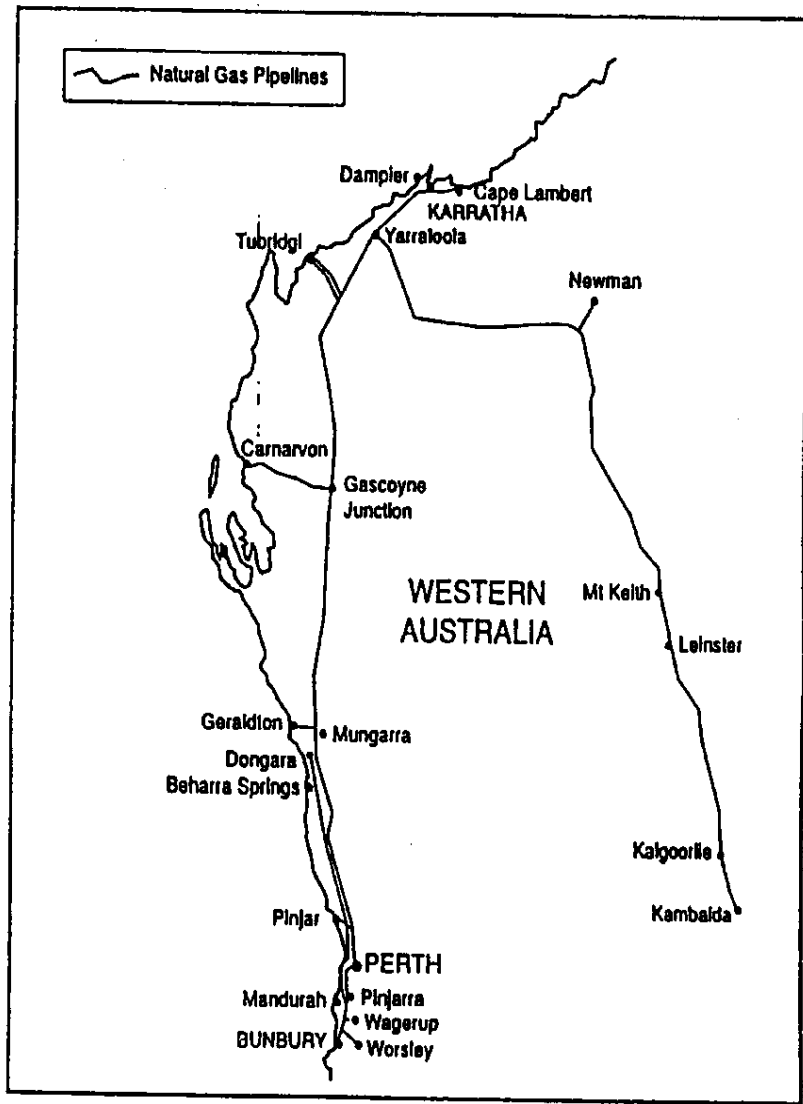 Natural Gas Pipelines
Dampier
Cape Lambert
KARRATHA
Yarraloola
Tubridgi
Newman
Carnarvon
Gascoyne
Junction
WESTERN
AUSTRALIA
Mt Keith
Leinster
Geraldton
Mungarra
Dongara
Beharra Springs
Kalgoorlie
Kambalda
Pinjar
PERTH
Mandurah
Pinjarra
Wagerup
BUNBURY
Worsley